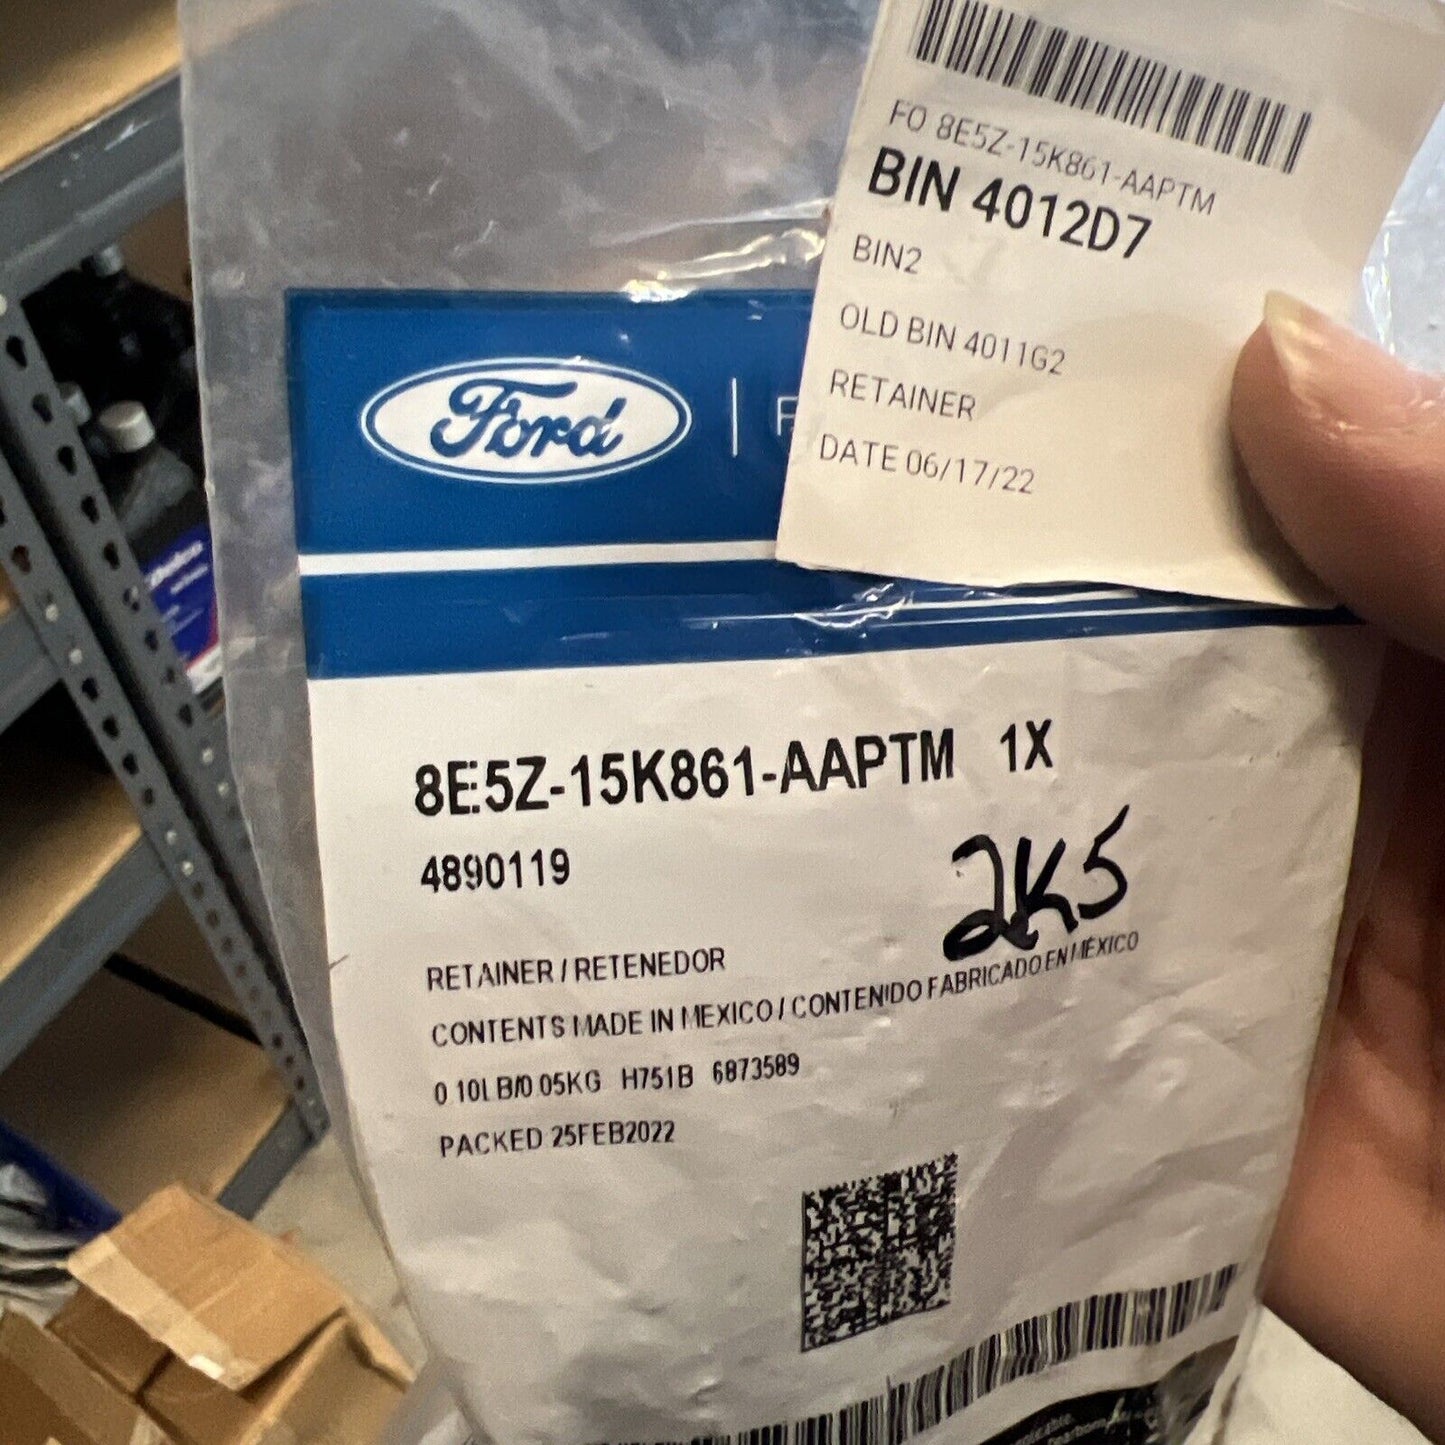 FO 8E5Z-15K861-AAPTM
BIN 4012D7
BIN2
OLD BIN 4011G2
RETAINER
DATE 06/17/22
Ford
8E5Z-15K861-AAPTM 1X
4890119
2K5
RETAINER / RETENEDOR
CONTENTS MADE IN MEXICO / CONTENIDO FABRICADO EN MÉXICO
0.10LB/0.05KG H751B 6873589
PACKED 25FEB2022